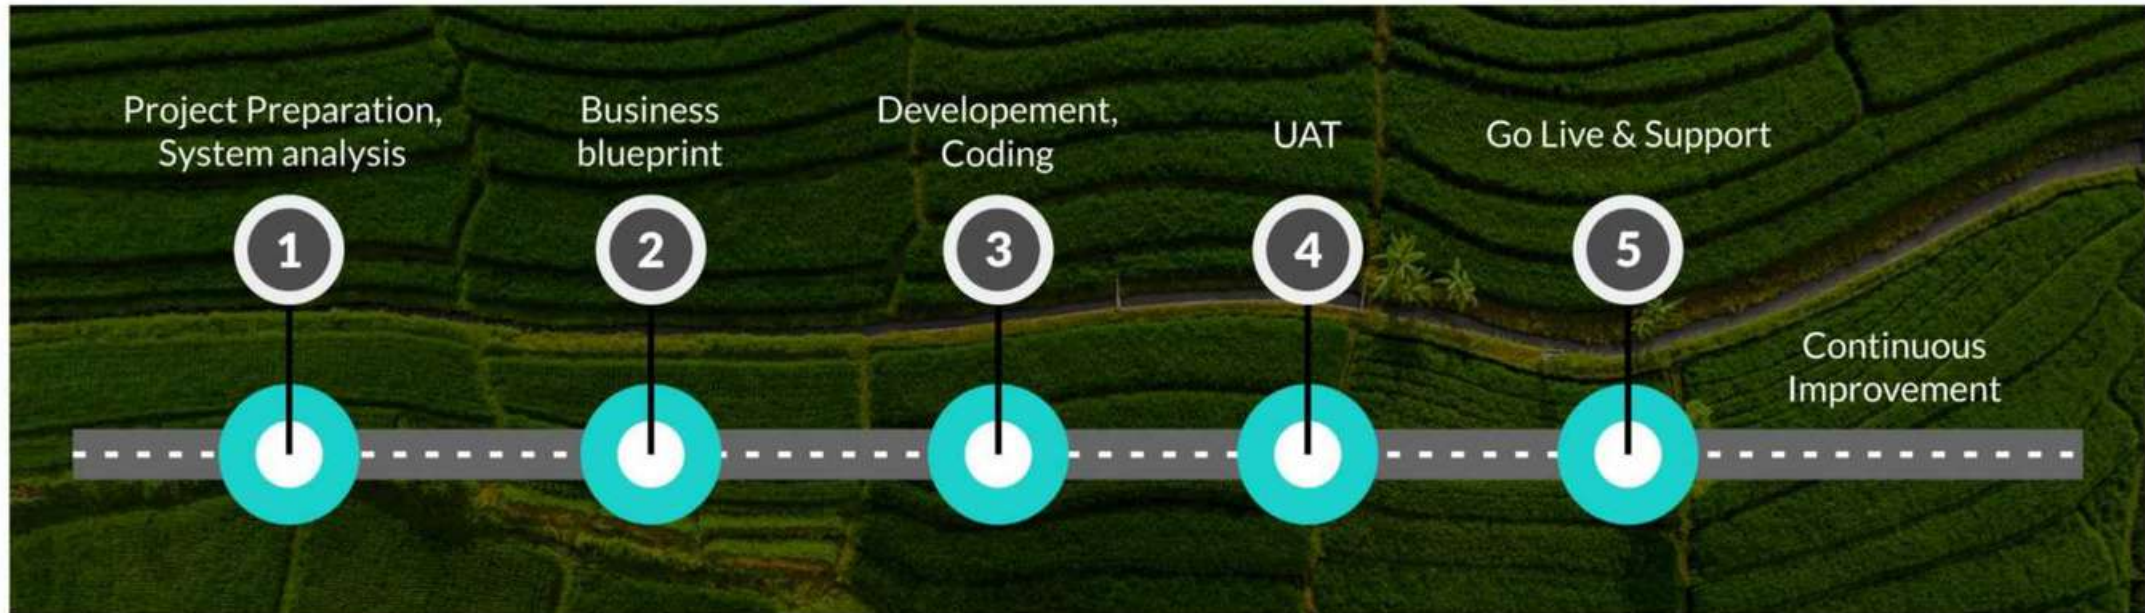 Project Preparation,
System analysis
1
Business
blueprint
2
Developement,
Coding
3
UAT
4
Go Live & Support
5
Continuous
Improvement